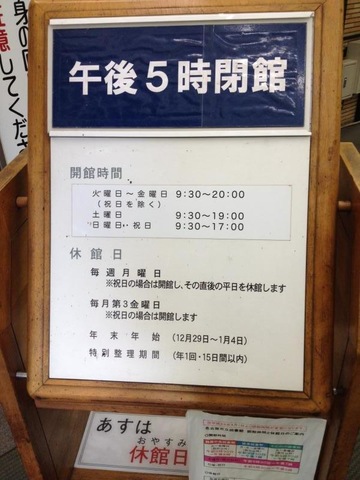 午後5時閉館
開館時間
火曜日～金曜日 9:30～20:00
(祝日を除く)
土曜日 9:30～19:00
日曜日・祝日 9:30～17:00
休館日
毎週月曜日
※祝日の場合は開館し、その直後の平日を休館します
毎月第3金曜日
※祝日の場合は開館します
年末年始 (12月29日～1月4日)
特別整理期間 (年1回・15日間以内)
あすは
おやすみ
休館日